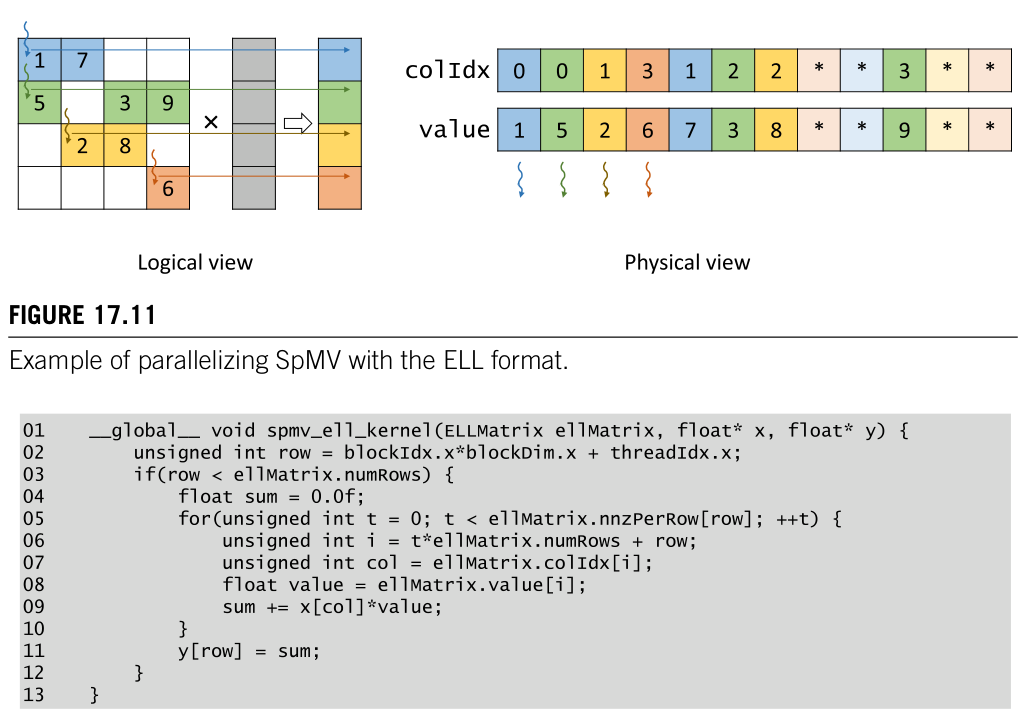 1 7
5 3 9
2 8
6
×
colIdx 0 0 1 3 1 2 2 * * 3 * *
value 1 5 2 6 7 3 8 * * 9 * *
Logical view
Physical view
FIGURE 17.11
Example of parallelizing SpMV with the ELL format.
01 __global__ void spmv_ell_kernel(ELLMatrix ellMatrix, float* x, float* y) {
02 unsigned int row = blockIdx.x*blockDim.x + threadIdx.x;
03 if(row < ellMatrix.numRows) {
04 float sum = 0.0f;
05 for(unsigned int t = 0; t < ellMatrix.nnzPerRow[row]; ++t) {
06 unsigned int i = t*ellMatrix.numRows + row;
07 unsigned int col = ellMatrix.colIdx[i];
08 float value = ellMatrix.value[i];
09 sum += x[col]*value;
10 }
11 y[row] = sum;
12 }
13 }